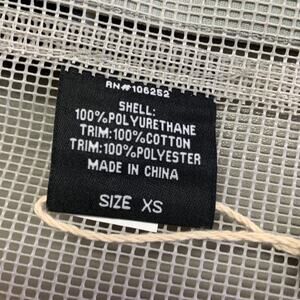 RN#106252
SHELL:
100%POLYURETHANE
TRIM:100%COTTON
TRIM:100%POLYESTER
MADE IN CHINA
SIZE XS